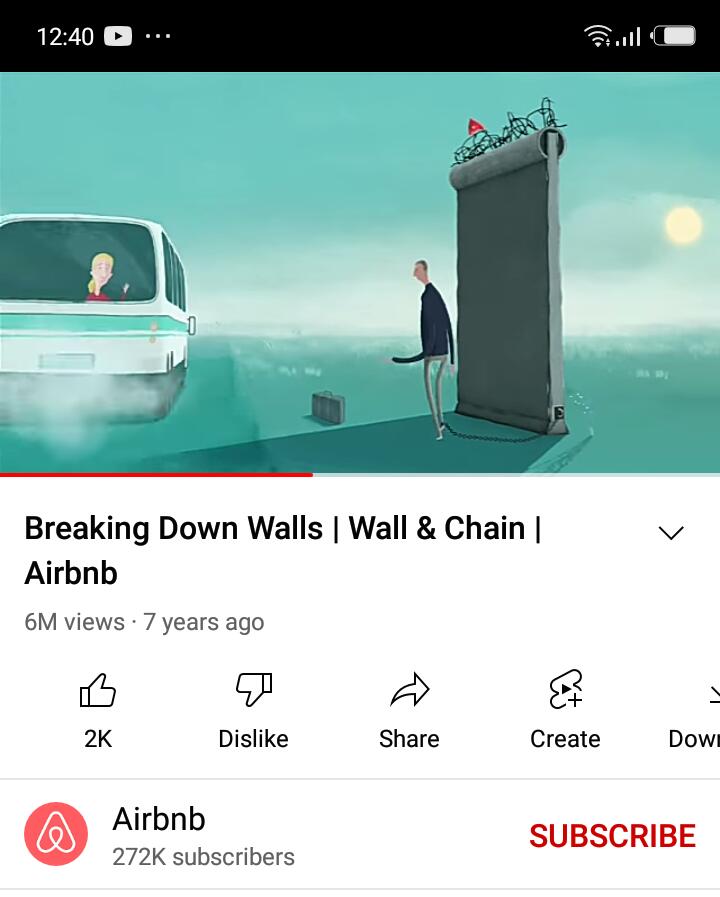 12:40
Breaking Down Walls | Wall & Chain |
Airbnb
6M views · 7 years ago
2K
Dislike
Share
Create
Down
Airbnb
272K subscribers
SUBSCRIBE